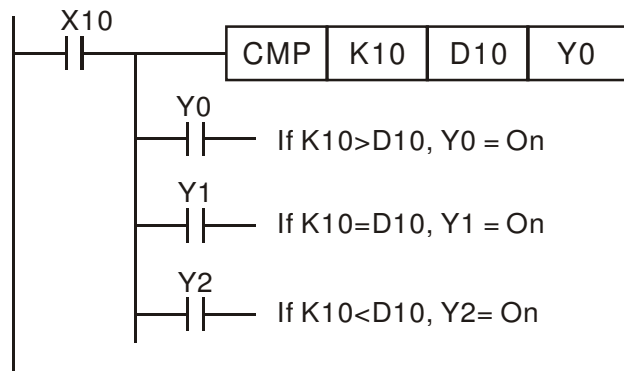 X10
CMP K10 D10 Y0
Y0
If K10>D10, Y0 = On
Y1
If K10=D10, Y1 = On
Y2
If K10<D10, Y2= On